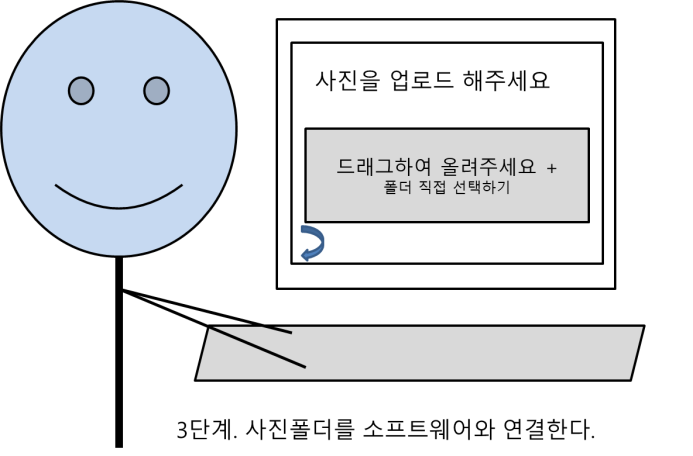 사진을 업로드 해주세요
드래그하여 올려주세요 +
폴더 직접 선택하기
3단계. 사진폴더를 소프트웨어와 연결한다.